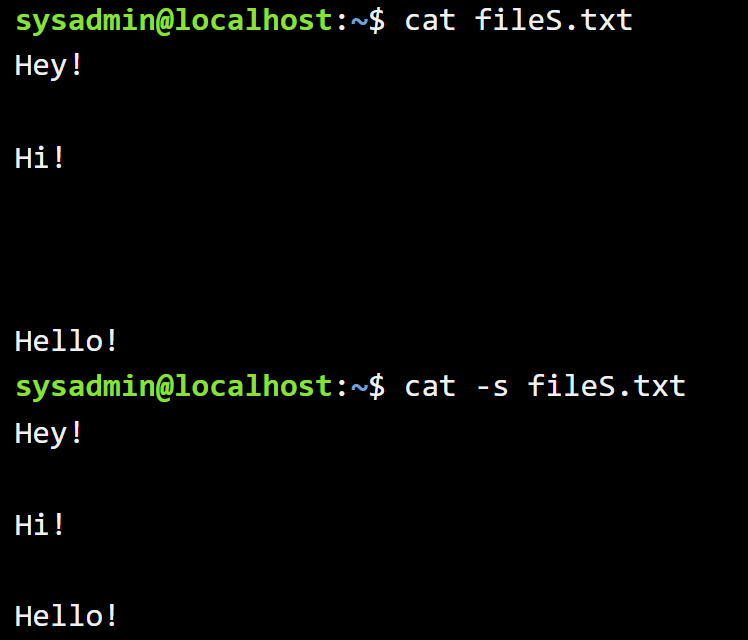 sysadmin@localhost:~$ cat fileS.txt
Hey!
Hi!
Hello!
sysadmin@localhost:~$ cat -s fileS.txt
Hey!
Hi!
Hello!